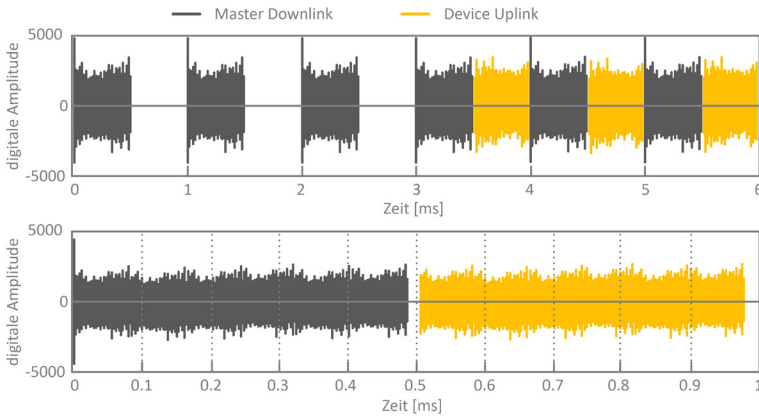 Master Downlink Device Uplink
5000
0
-5000
digitale Amplitude
0 1 2 3 4 5 6
Zeit [ms]
5000
0
-5000
digitale Amplitude
0 0.1 0.2 0.3 0.4 0.5 0.6 0.7 0.8 0.9 1
Zeit [ms]